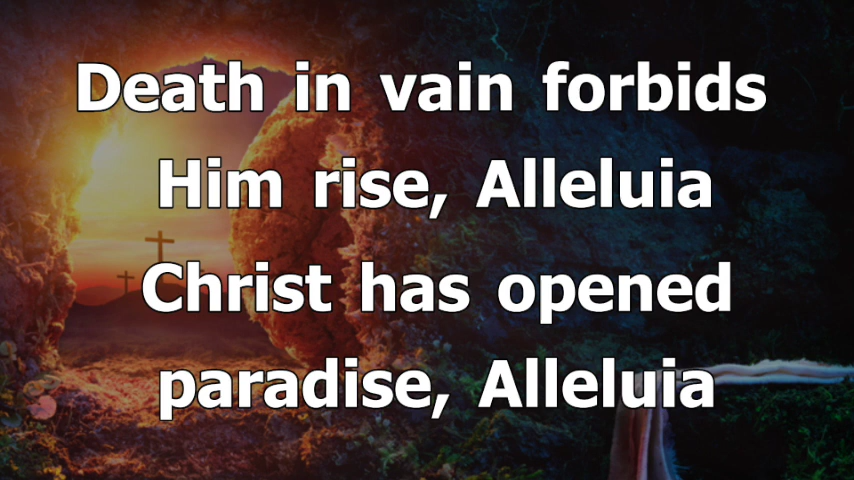 Death in vain forbids
Him rise, Alleluia
Christ has opened
paradise, Alleluia